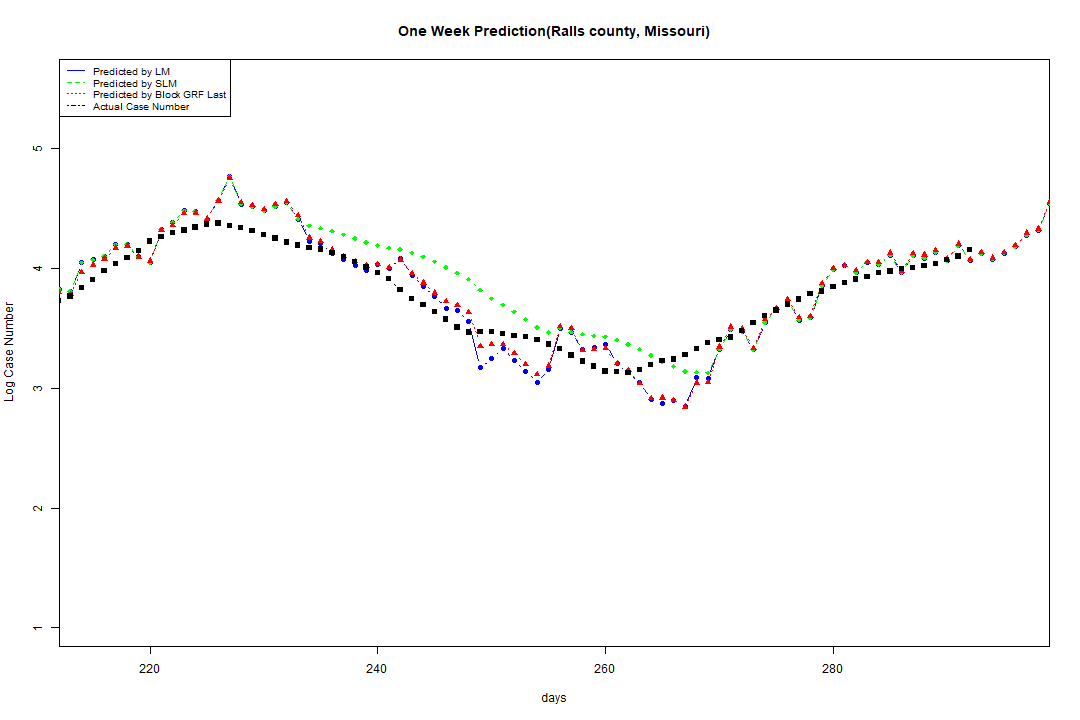 One Week Prediction(Ralls county, Missouri)
Predicted by LM
Predicted by SLM
Predicted by Block GRF Last
Actual Case Number
5
4
3
2
1
Log Case Number
220 240 260 280
days